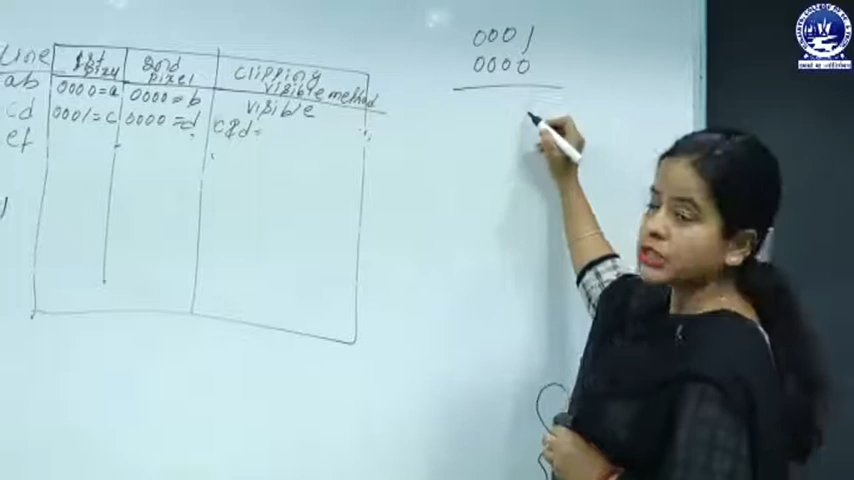 0001
0000
Line 1st pixel 2nd pixel clipping visible method
ab 0000=a 0000=b visible
cd 0001=c 0000=d c&d=
ef